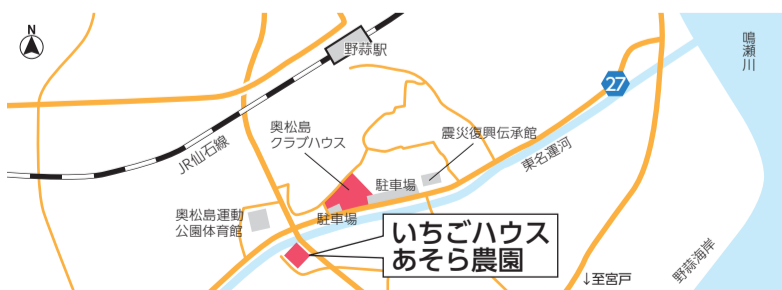 N
野蒜駅
鳴瀬川
27
奥松島
クラブハウス
震災復興伝承館
JR仙石線
東名運河
駐車場
奥松島運動
公園体育館
駐車場
いちごハウス
あそら農園
↓至宮戸
野蒜海岸